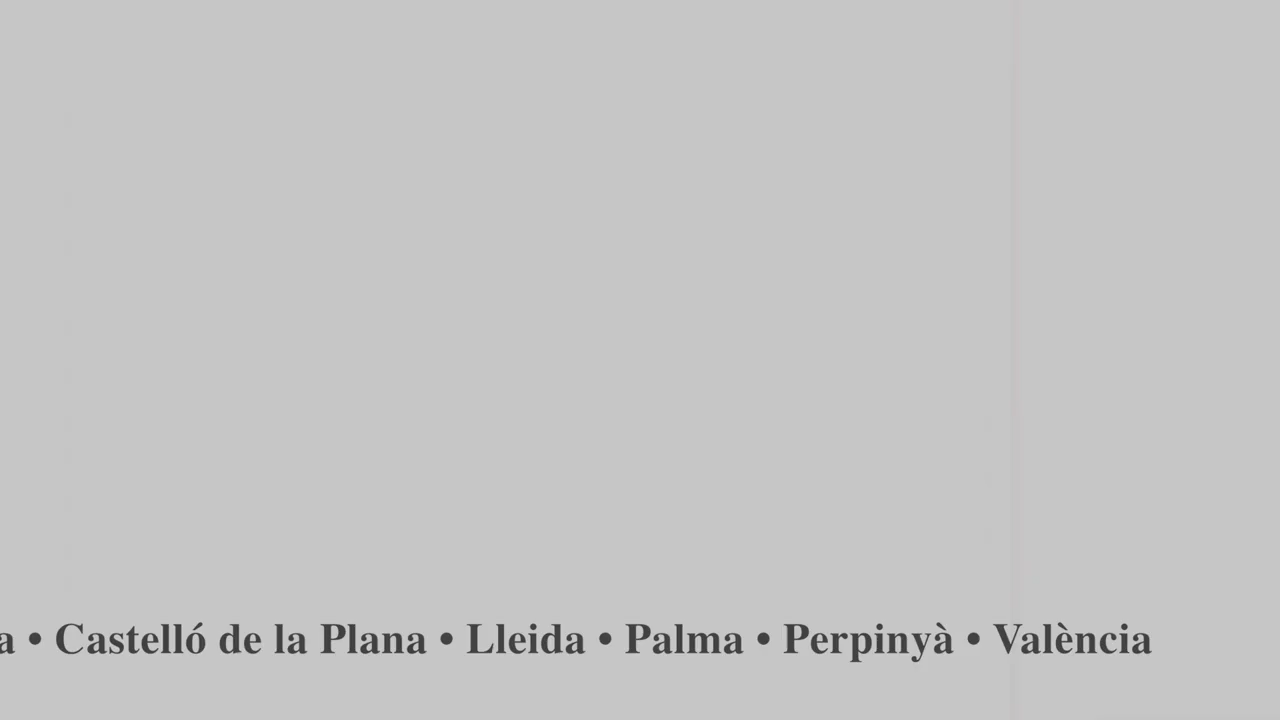 a • Castelló de la Plana • Lleida • Palma • Perpinyà • València